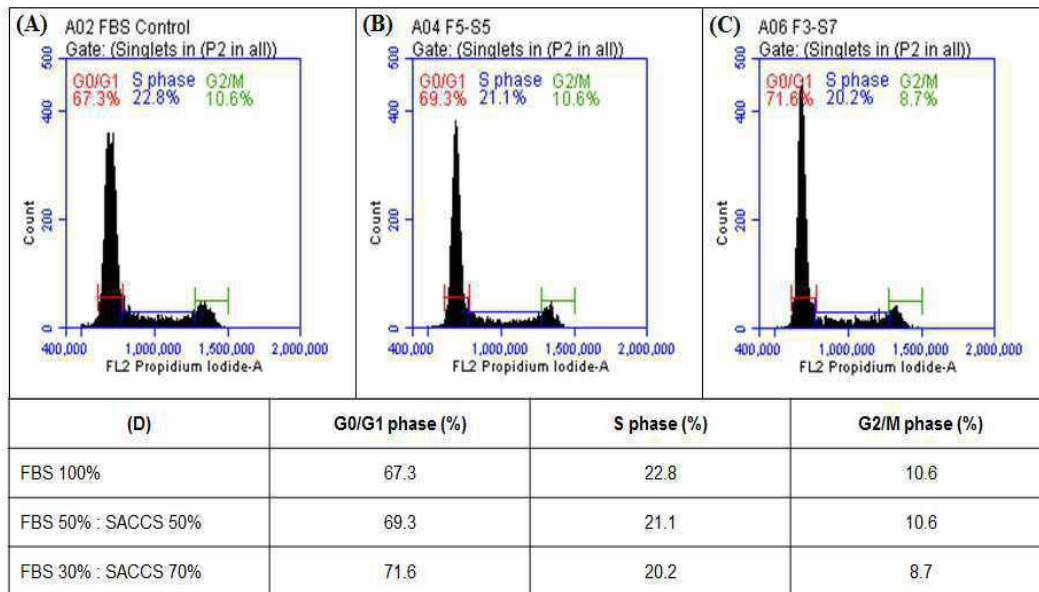 (A) A02 FBS Control
Gate: (Singlets in (P2 in all))
500
G0/G1 S phase G2/M
67.3% 22.8% 10.6%
400
200
0
Count
400,000 1,000,000 1,500,000 2,000,000
FL2 Propidium Iodide-A
(B) A04 F5-S5
Gate: (Singlets in (P2 in all))
500
G0/G1 S phase G2/M
69.3% 21.1% 10.6%
400
200
0
Count
400,000 1,000,000 1,500,000 2,000,000
FL2 Propidium Iodide-A
(C) A06 F3-S7
Gate: (Singlets in (P2 in all))
500
G0/G1 S phase G2/M
71.6% 20.2% 8.7%
400
200
0
Count
400,000 1,000,000 1,500,000 2,000,000
FL2 Propidium Iodide-A
(D) G0/G1 phase (%) S phase (%) G2/M phase (%)
FBS 100% 67.3 22.8 10.6
FBS 50% : SACCS 50% 69.3 21.1 10.6
FBS 30% : SACCS 70% 71.6 20.2 8.7